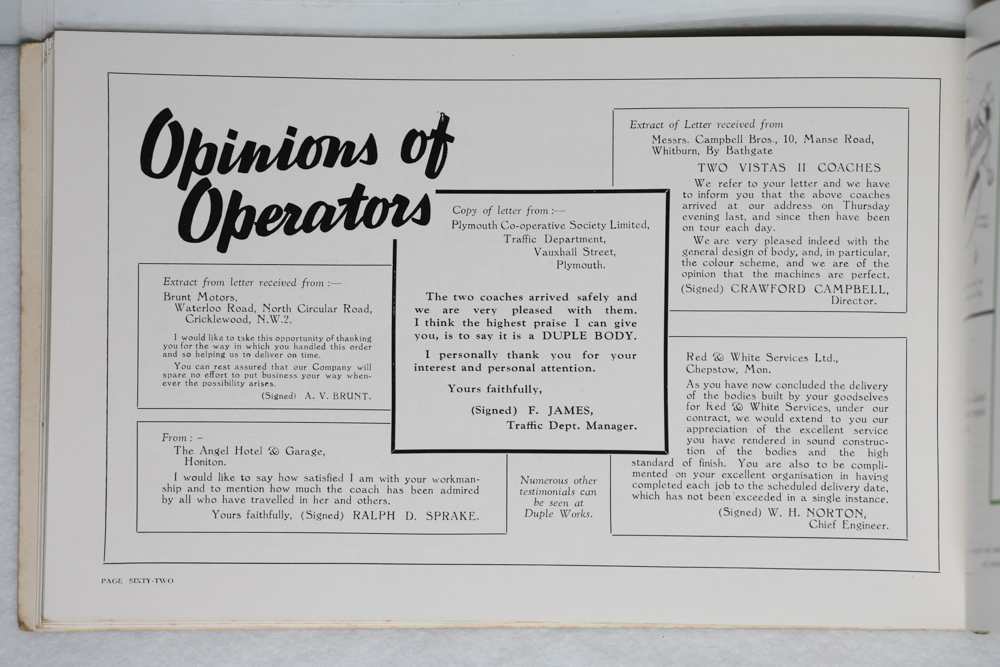 Opinions of
Operators
Extract from letter received from :—
Brunt Motors,
Waterloo Road, North Circular Road,
Cricklewood, N.W.2.
I would like to take this opportunity of thanking
you for the way in which you handled this order
and so helping us to deliver on time.
You can rest assured that our Company will
spare no effort to put business your way when-
ever the possibility arises.
(Signed) A. V. BRUNT.
From : –
The Angel Hotel & Garage,
Honiton.
I would like to say how satisfied I am with your workman-
ship and to mention how much the coach has been admired
by all who have travelled in her and others.
Yours faithfully, (Signed) RALPH D. SPRAKE.
Copy of letter from :—
Plymouth Co-operative Society Limited,
Traffic Department,
Vauxhall Street,
Plymouth.
The two coaches arrived safely and
we are very pleased with them.
I think the highest praise I can give
you, is to say it is a DUPLE BODY.
I personally thank you for your
interest and personal attention.
Yours faithfully,
(Signed) F. JAMES,
Traffic Dept. Manager.
Numerous other
testimonials can
be seen at
Duple Works.
Extract of Letter received from
Messrs. Campbell Bros., 10, Manse Road,
Whitburn, By Bathgate
TWO VISTAS II COACHES
We refer to your letter and we have
to inform you that the above coaches
arrived at our address on Thursday
evening last, and since then have been
on tour each day.
We are very pleased indeed with the
general design of body, and, in particular,
the colour scheme, and we are of the
opinion that the machines are perfect.
(Signed) CRAWFORD CAMPBELL,
Director.
Red & White Services Ltd.,
Chepstow, Mon.
As you have now concluded the delivery
of the bodies built by your goodselves
for Red & White Services, under our
contract, we would extend to you our
appreciation of the excellent service
you have rendered in sound construc-
tion of the bodies and the high
standard of finish. You are also to be compli-
mented on your excellent organisation in having
completed each job to the scheduled delivery date,
which has not been exceeded in a single instance.
(Signed) W. H. NORTON,
Chief Engineer.
PAGE SIXTY-TWO